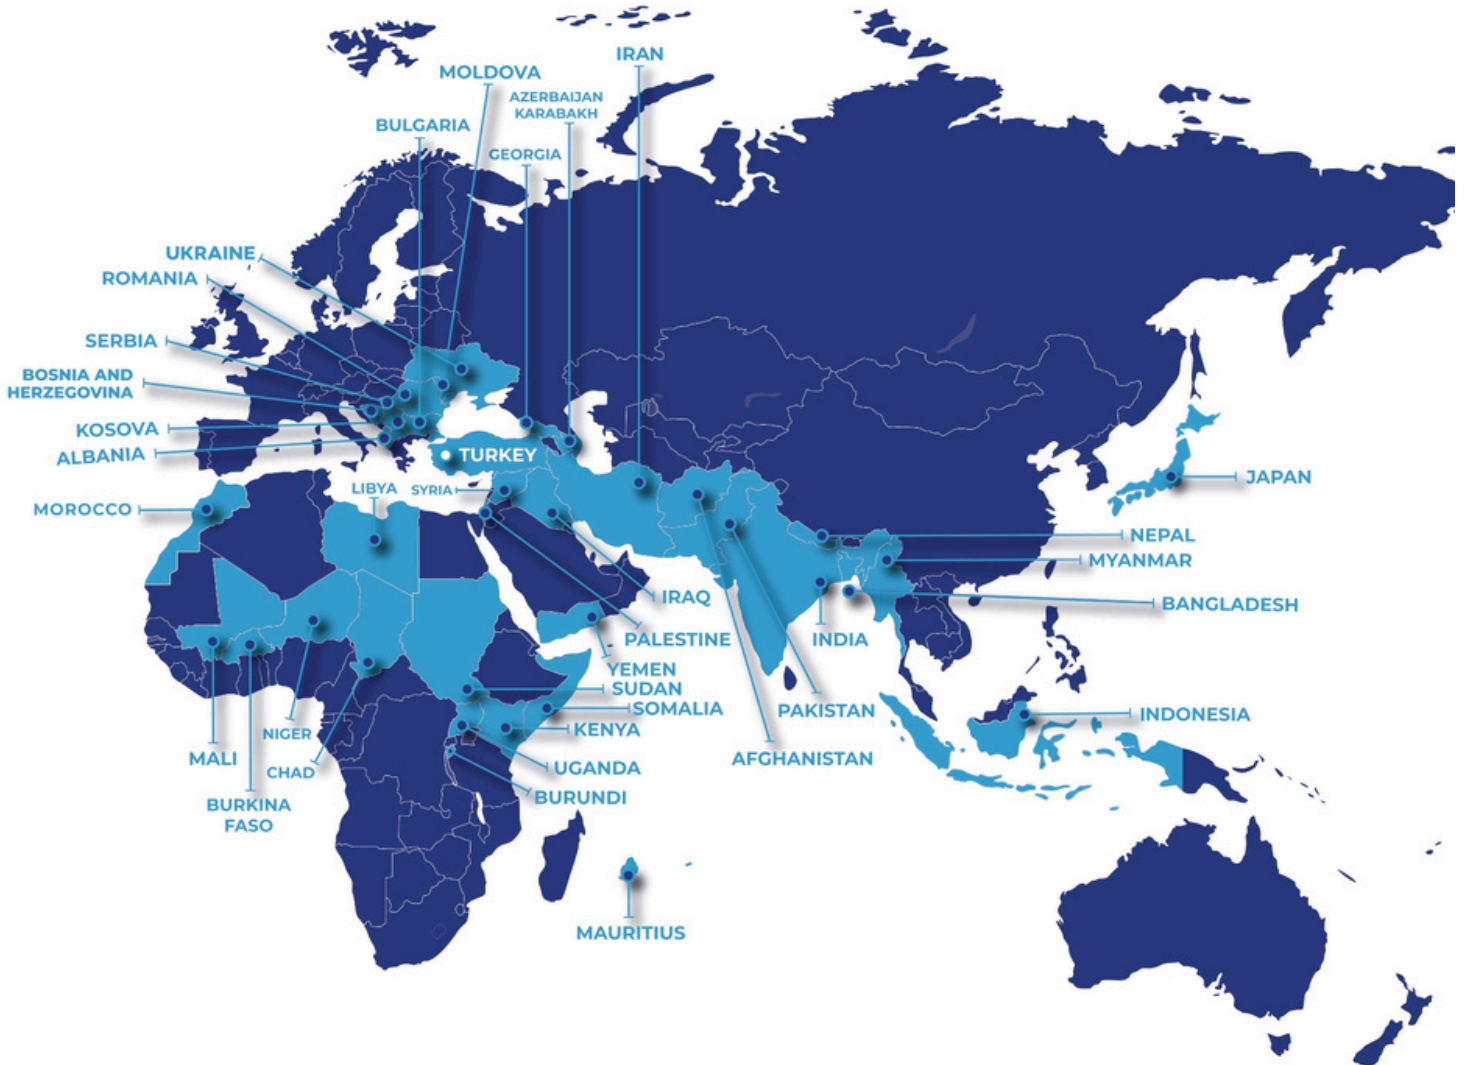 IRAN
MOLDOVA
AZERBAIJAN
KARABAKH
BULGARIA
GEORGIA
UKRAINE
ROMANIA
SERBIA
BOSNIA AND
HERZEGOVINA
KOSOVA
ALBANIA
TURKEY
LIBYA
SYRIA
MOROCCO
JAPAN
NEPAL
MYANMAR
IRAQ
BANGLADESH
PALESTINE
INDIA
YEMEN
SUDAN
SOMALIA
PAKISTAN
INDONESIA
KENYA
NIGER
MALI
CHAD
AFGHANISTAN
UGANDA
BURUNDI
BURKINA
FASO
MAURITIUS